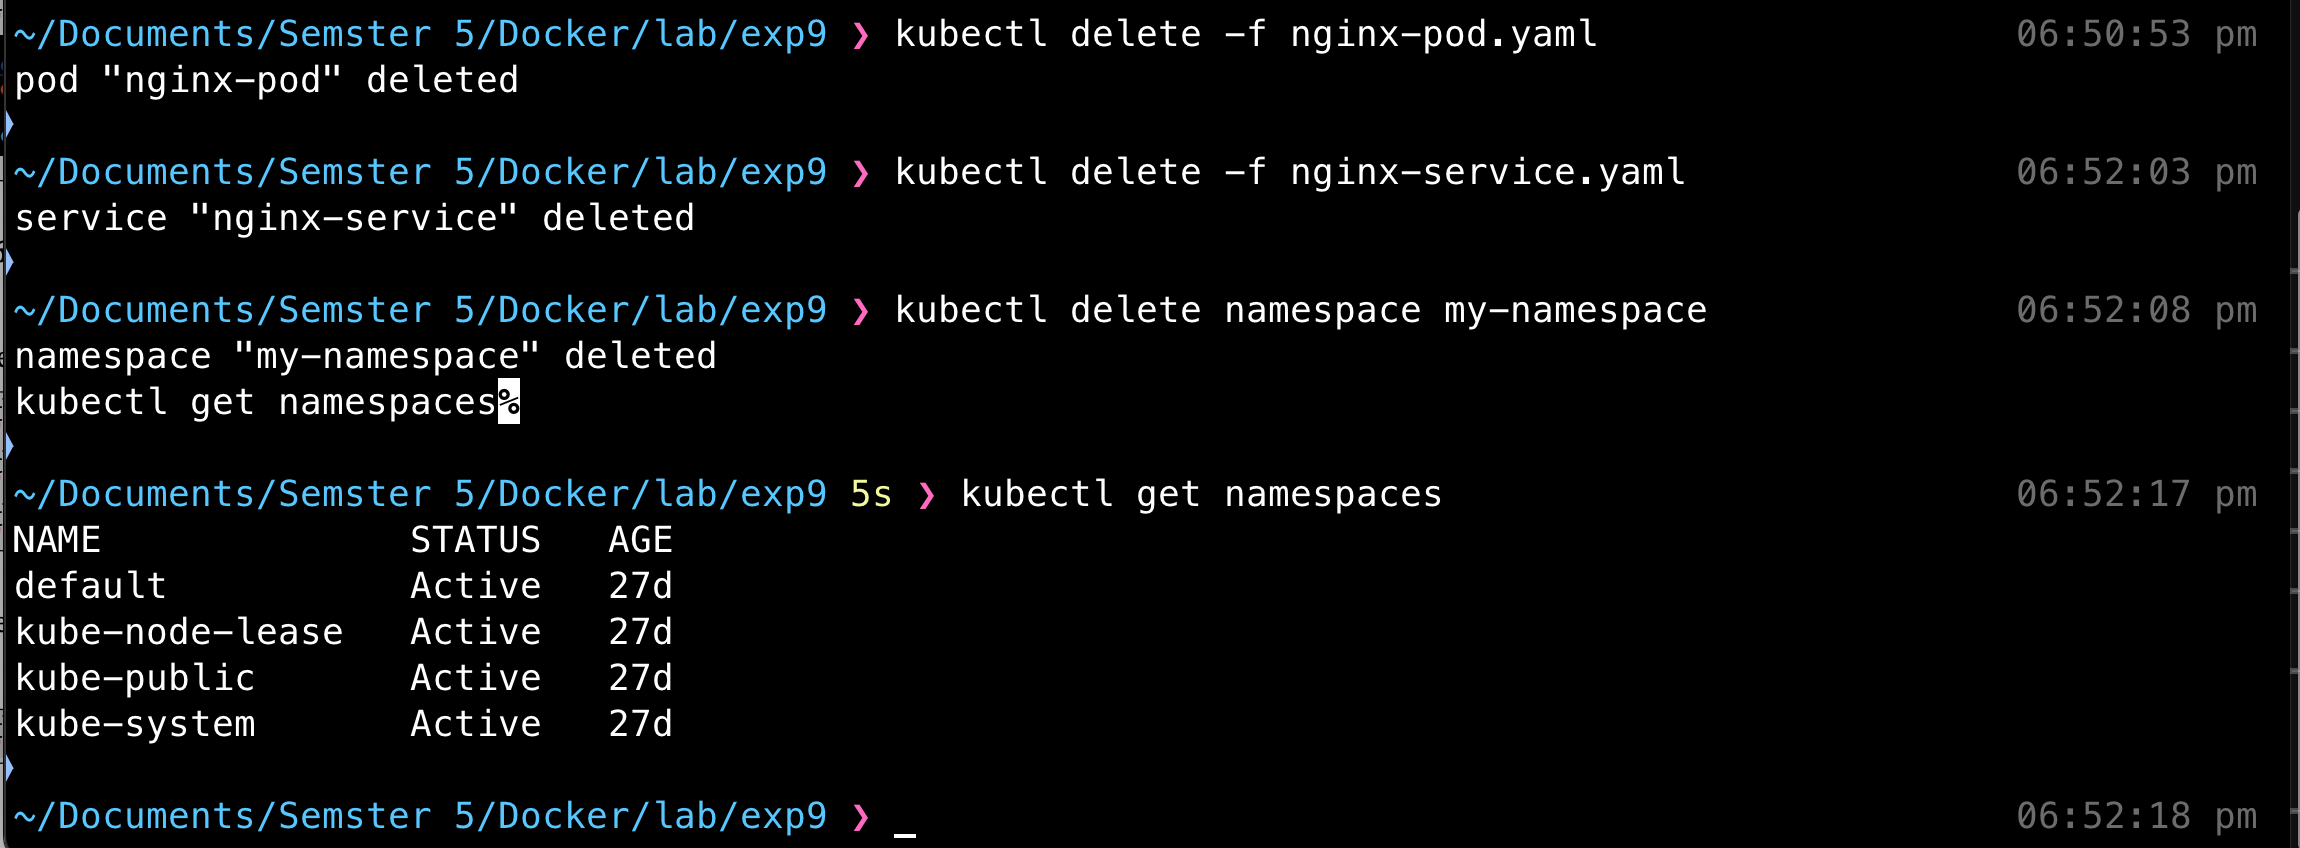 ~/Documents/Semster 5/Docker/lab/exp9 ❯ kubectl delete -f nginx-pod.yaml 06:50:53 pm
pod "nginx-pod" deleted
~/Documents/Semster 5/Docker/lab/exp9 ❯ kubectl delete -f nginx-service.yaml 06:52:03 pm
service "nginx-service" deleted
~/Documents/Semster 5/Docker/lab/exp9 ❯ kubectl delete namespace my-namespace 06:52:08 pm
namespace "my-namespace" deleted
kubectl get namespaces%
~/Documents/Semster 5/Docker/lab/exp9 5s ❯ kubectl get namespaces 06:52:17 pm
NAME STATUS AGE
default Active 27d
kube-node-lease Active 27d
kube-public Active 27d
kube-system Active 27d
~/Documents/Semster 5/Docker/lab/exp9 ❯ _ 06:52:18 pm